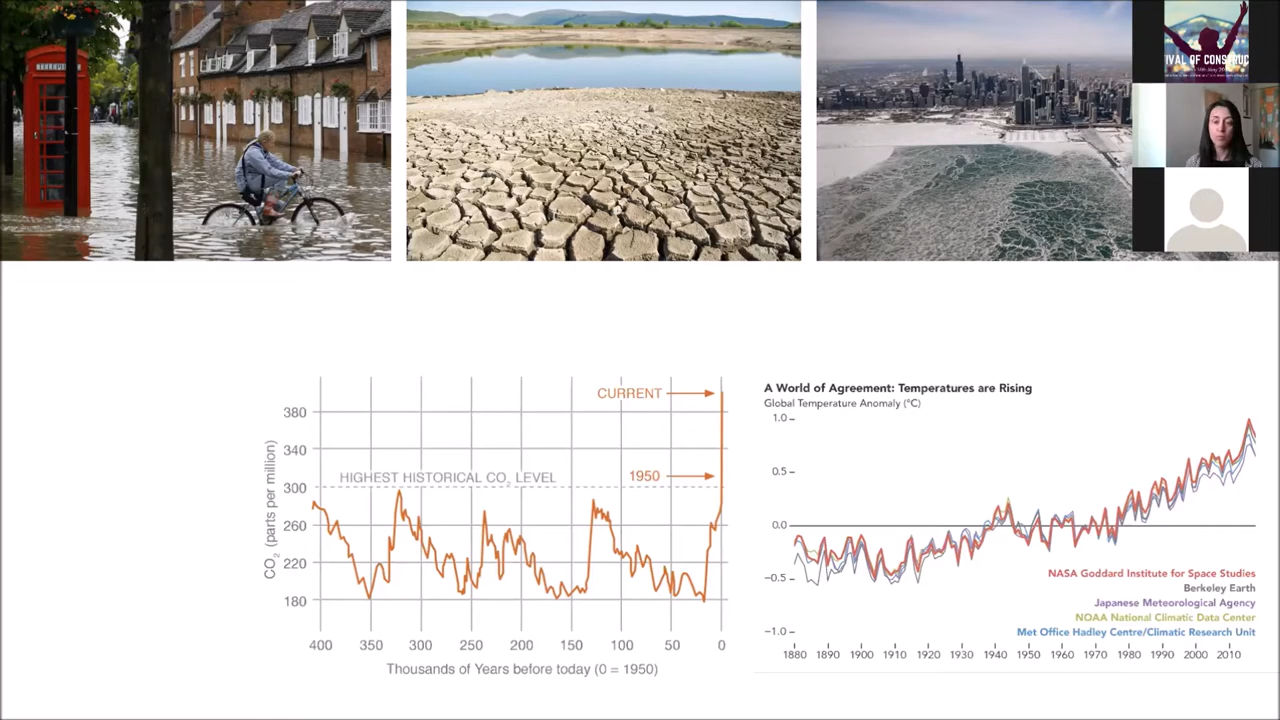 TELEPHONE
IVAL OF CONSTRUC
CURRENT
1950
HIGHEST HISTORICAL CO₂ LEVEL
CO₂ (parts per million)
380
340
300
260
220
180
400 350 300 250 200 150 100 50 0
Thousands of Years before today (0 = 1950)
A World of Agreement: Temperatures are Rising
Global Temperature Anomaly (°C)
1.0
0.5
0.0
−0.5
−1.0
NASA Goddard Institute for Space Studies
Berkeley Earth
Japanese Meteorological Agency
NOAA National Climatic Data Center
Met Office Hadley Centre/Climatic Research Unit
1880 1890 1900 1910 1920 1930 1940 1950 1960 1970 1980 1990 2000 2010